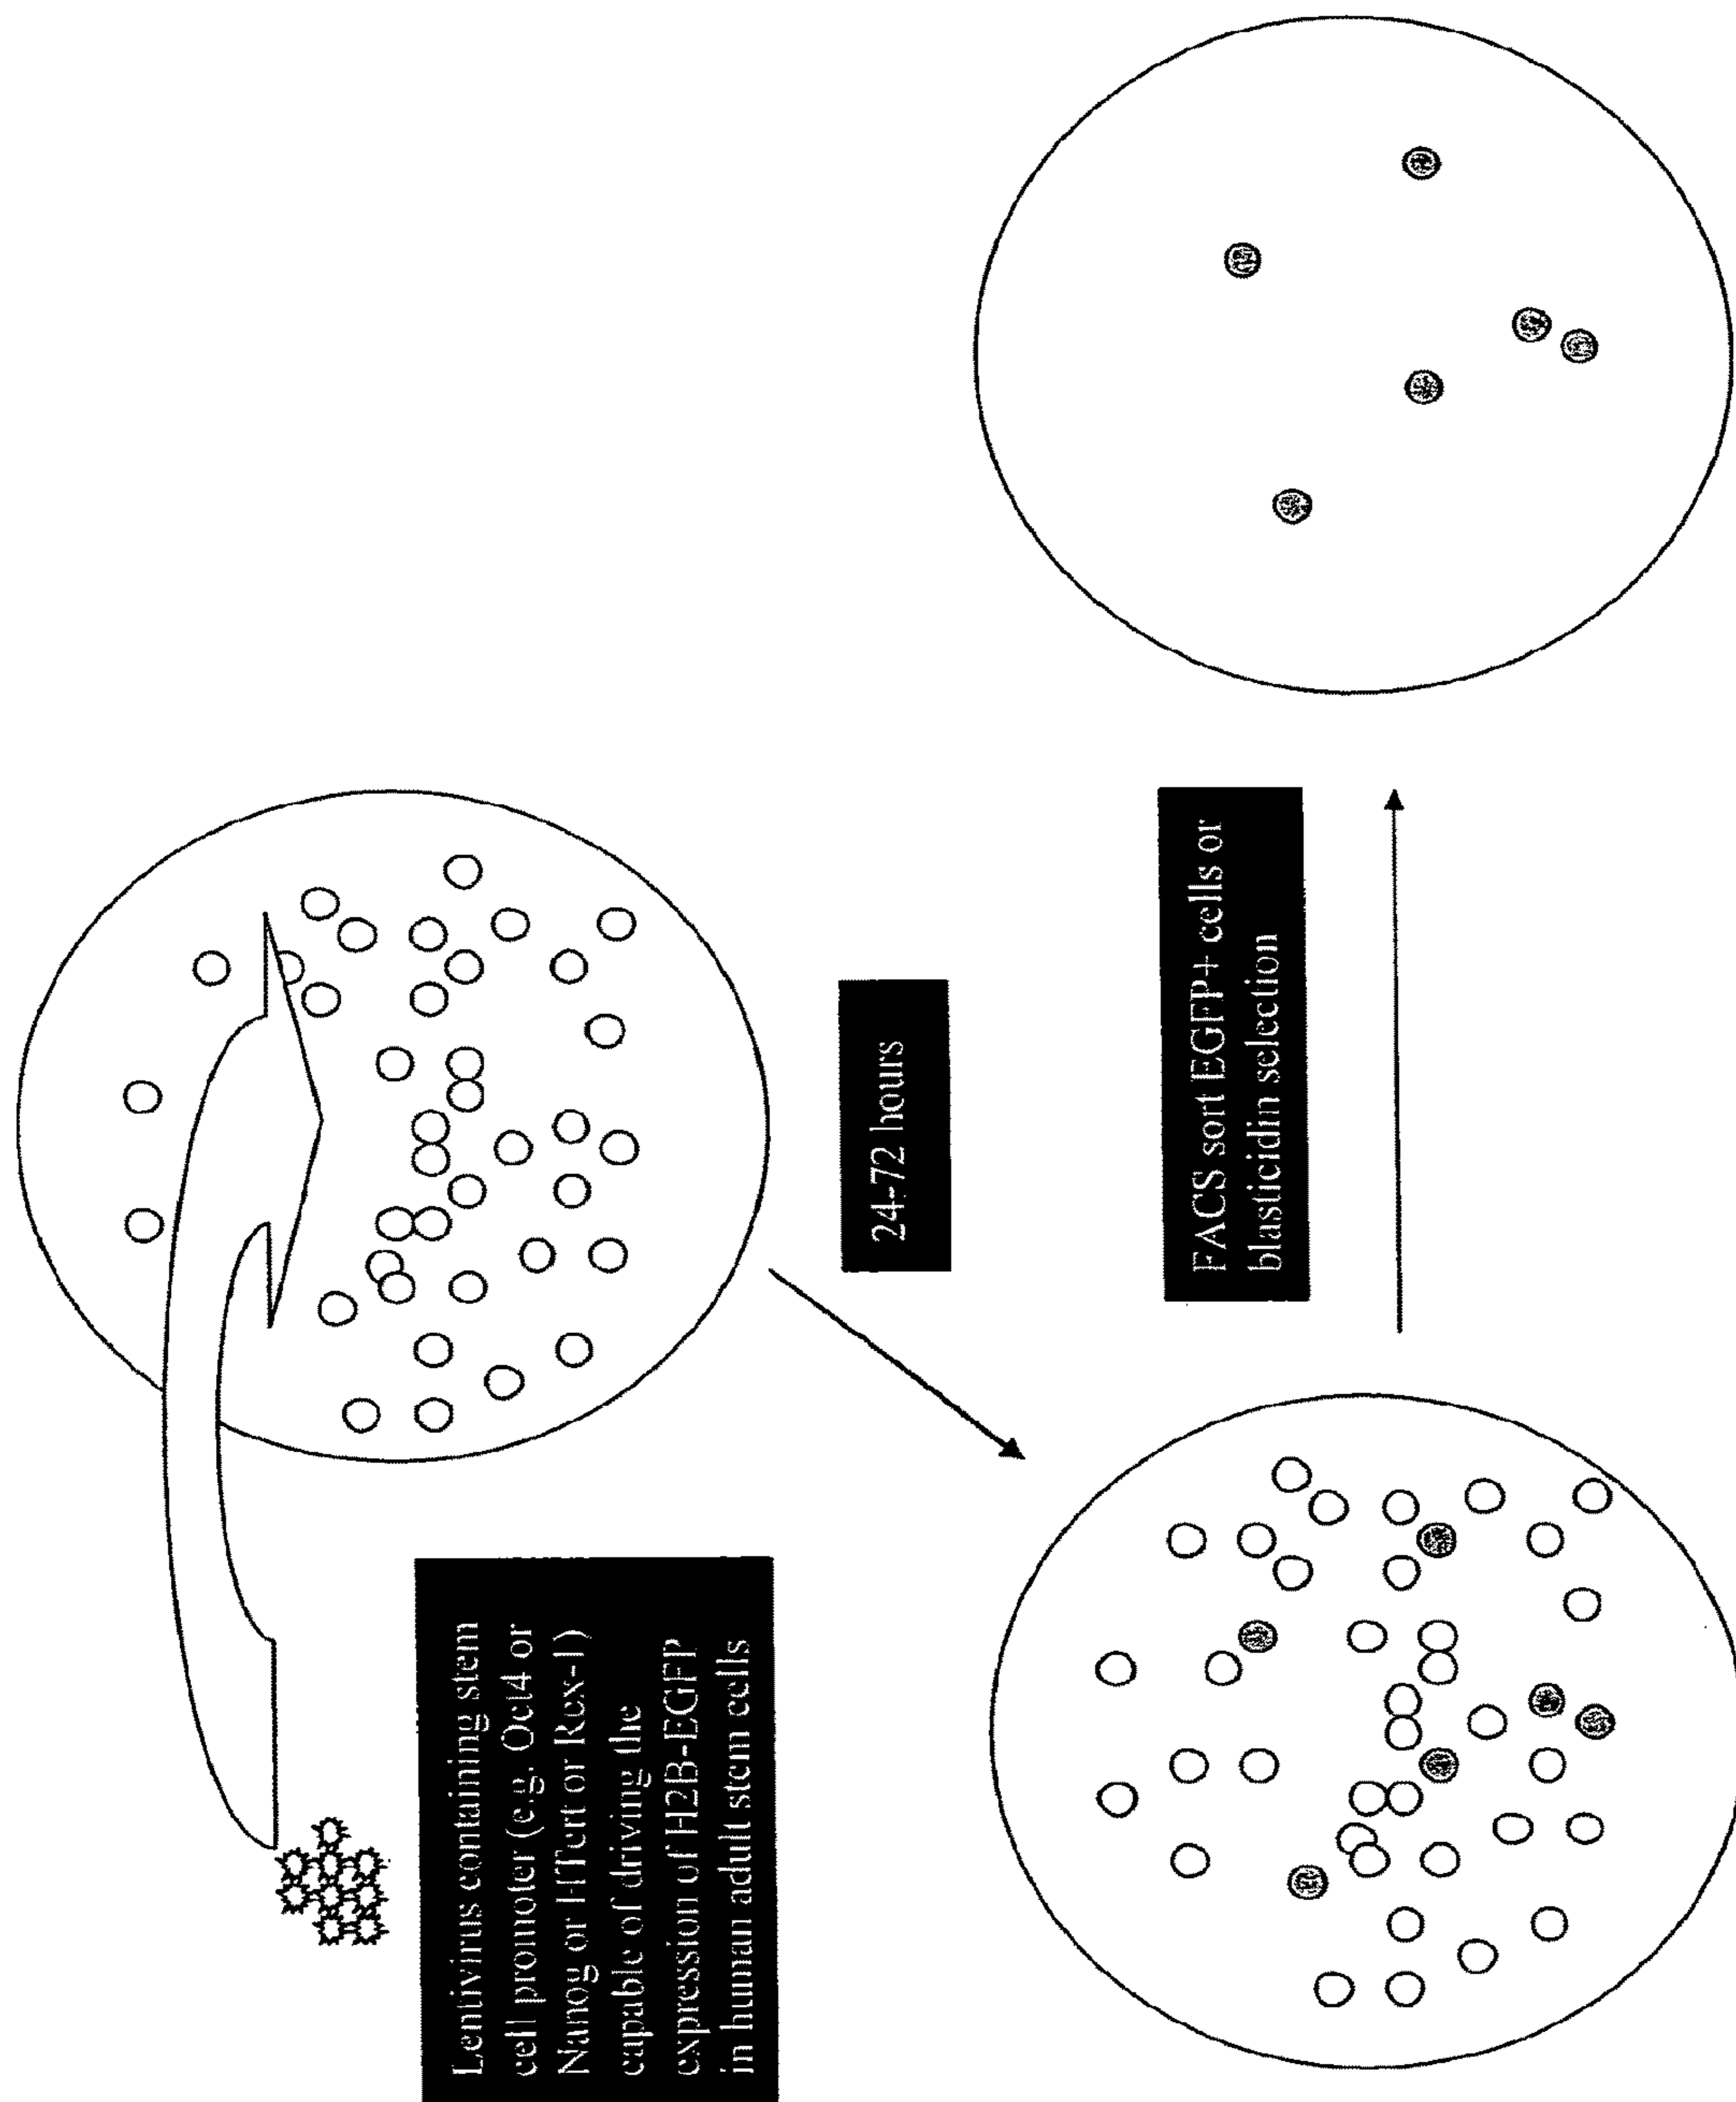 Lentivirus containing stem
cell promoter (e.g. Oct4 or
Nanog or HTert or Rex-1)
capable of driving the
expression of H2B-EGFP
in human adult stem cells
24-72 hours
FACS sort EGFP+ cells or
blasticidin selection